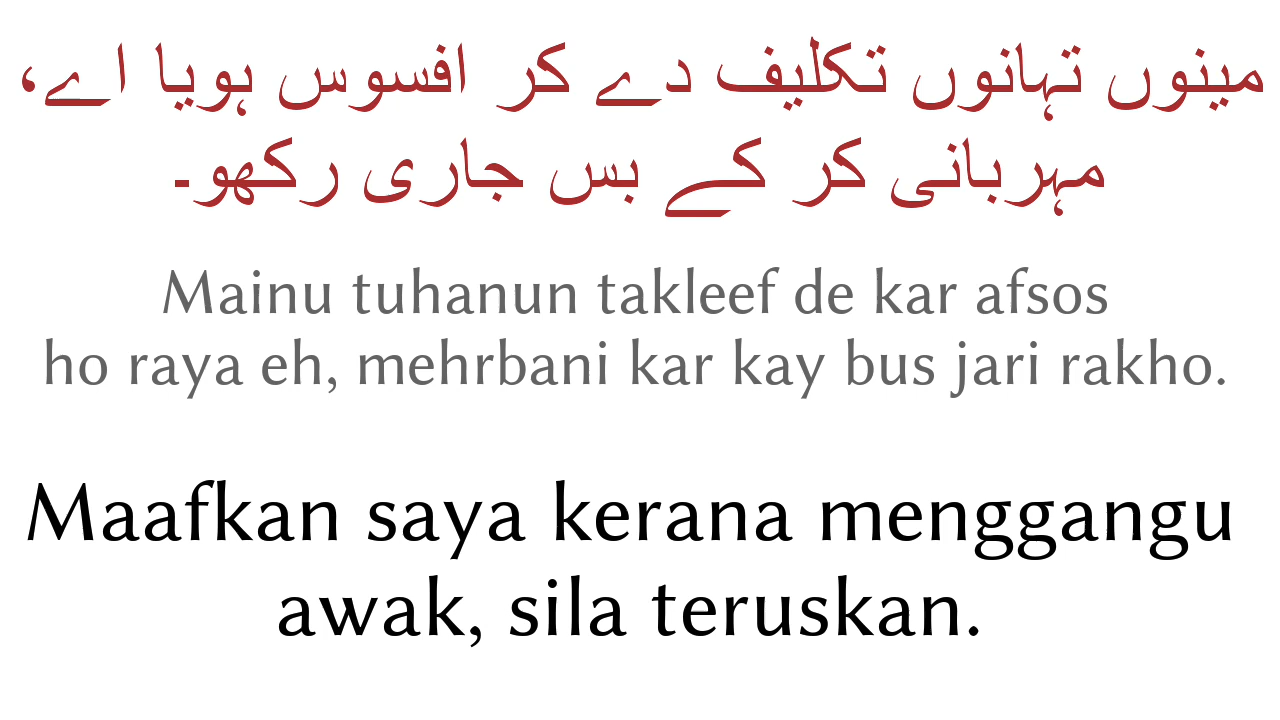 مینوں تہانوں تکلیف دے کر افسوس ہویا اے،
مہربانی کر کے بس جاری رکھو۔
Mainu tuhanun takleef de kar afsos
ho raya eh, mehrbani kar kay bus jari rakho.
Maafkan saya kerana menggangu
awak, sila teruskan.